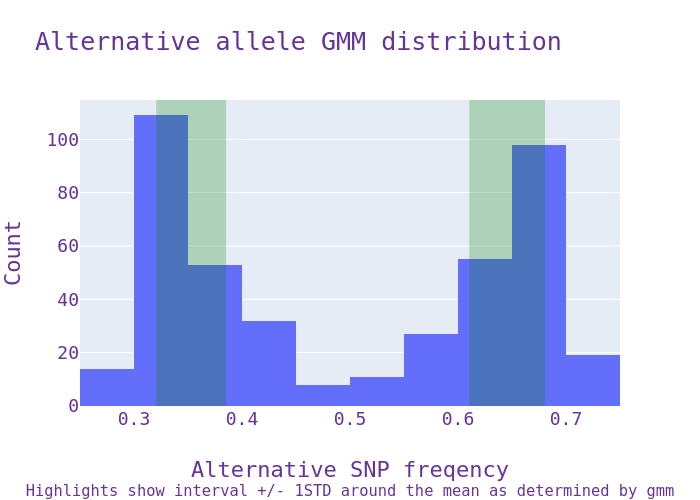 Alternative allele GMM distribution
Count
100
80
60
40
20
0
0.3 0.4 0.5 0.6 0.7
Alternative SNP freqency
Highlights show interval +/- 1STD around the mean as determined by gmm